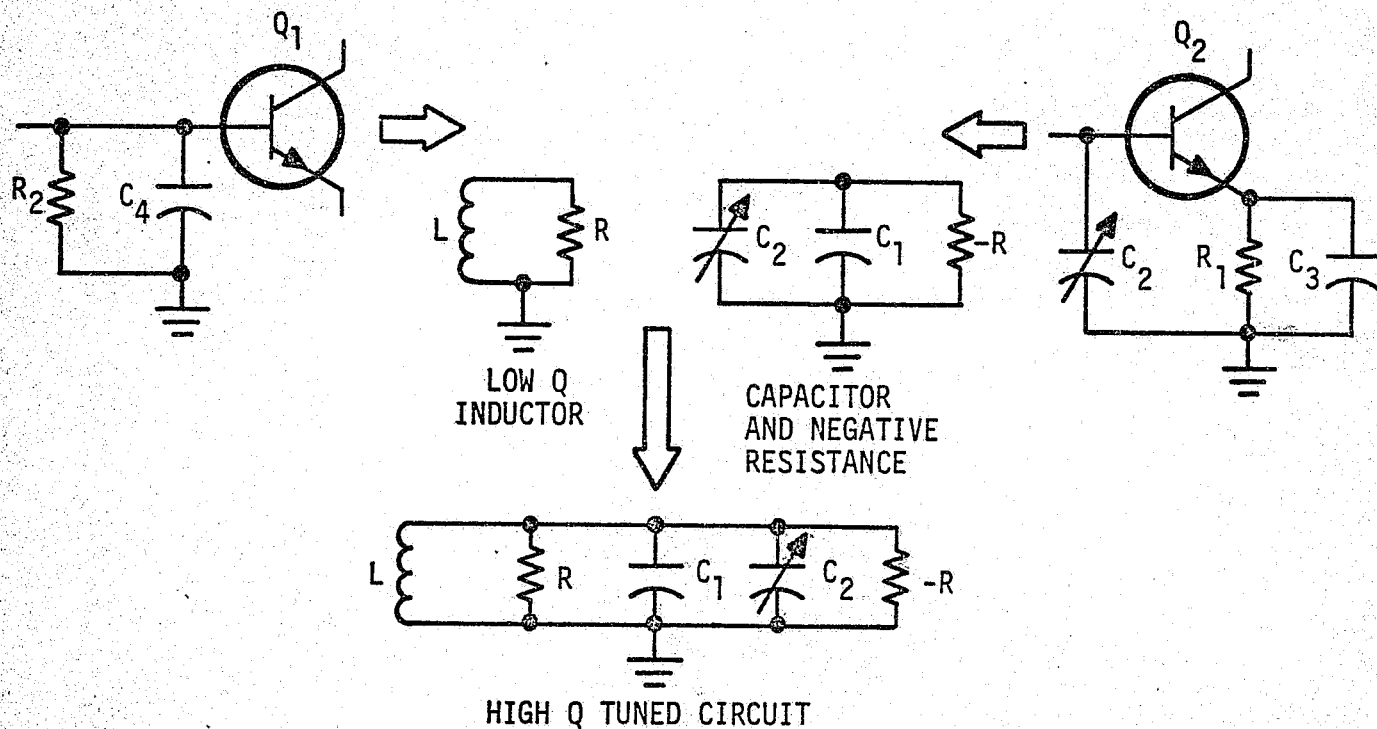 Q1
Q2
R2
C4
L
R
C2
C1
-R
C2
R1
C3
LOW Q
INDUCTOR
CAPACITOR
AND NEGATIVE
RESISTANCE
L
R
C1
C2
-R
HIGH Q TUNED CIRCUIT